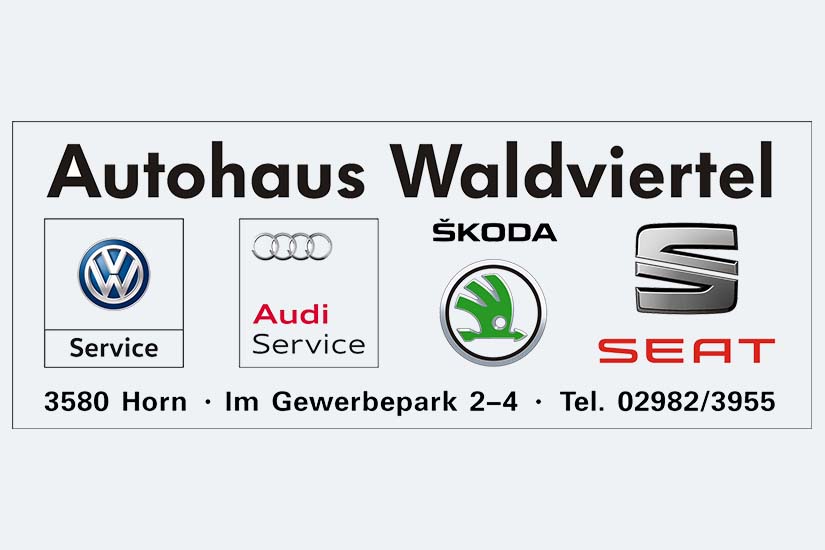 Autohaus Waldviertel
ŠKODA
Audi
Service
Service
SEAT
3580 Horn · Im Gewerbepark 2–4 · Tel. 02982/3955